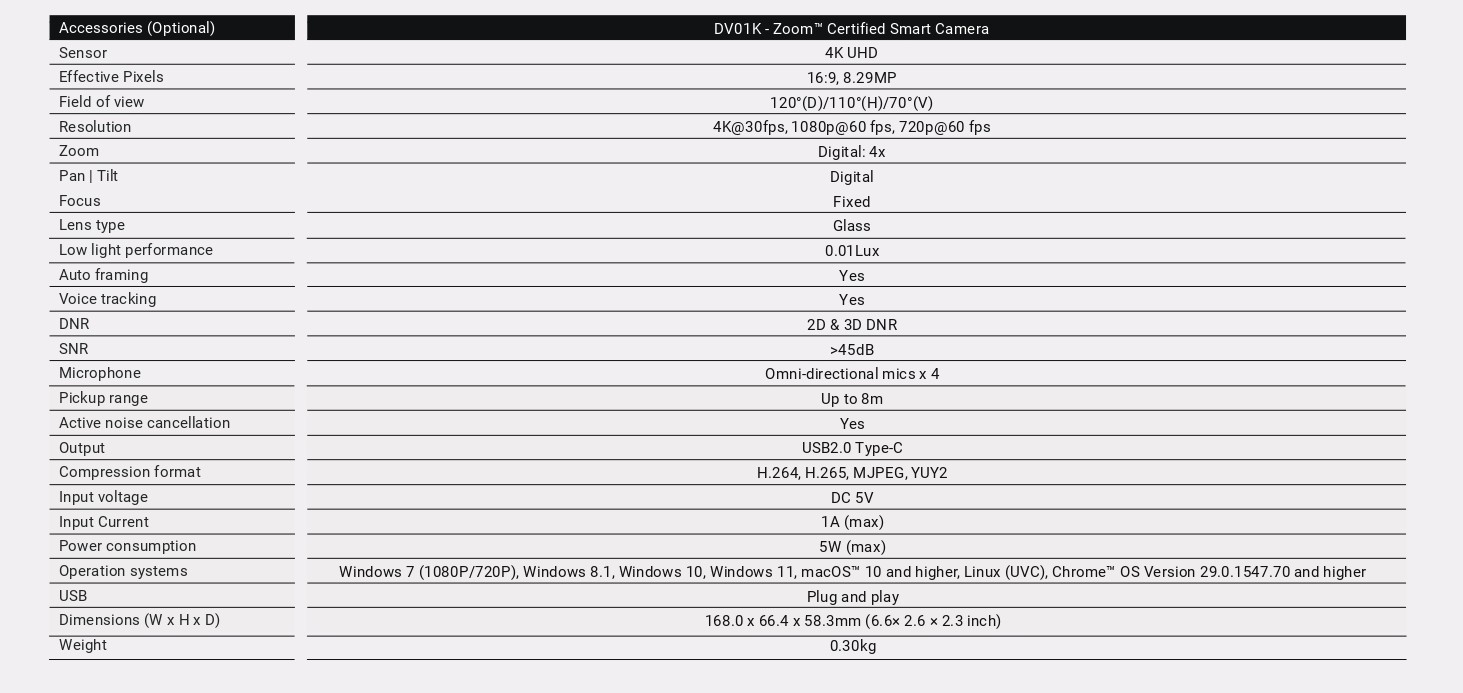 Accessories (Optional) DV01K - Zoom™ Certified Smart Camera
Sensor 4K UHD
Effective Pixels 16:9, 8.29MP
Field of view 120°(D)/110°(H)/70°(V)
Resolution 4K@30fps, 1080p@60 fps, 720p@60 fps
Zoom Digital: 4x
Pan | Tilt Digital
Focus Fixed
Lens type Glass
Low light performance 0.01Lux
Auto framing Yes
Voice tracking Yes
DNR 2D & 3D DNR
SNR >45dB
Microphone Omni-directional mics x 4
Pickup range Up to 8m
Active noise cancellation Yes
Output USB2.0 Type-C
Compression format H.264, H.265, MJPEG, YUY2
Input voltage DC 5V
Input Current 1A (max)
Power consumption 5W (max)
Operation systems Windows 7 (1080P/720P), Windows 8.1, Windows 10, Windows 11, macOS™ 10 and higher, Linux (UVC), Chrome™ OS Version 29.0.1547.70 and higher
USB Plug and play
Dimensions (W x H x D) 168.0 x 66.4 x 58.3mm (6.6× 2.6 × 2.3 inch)
Weight 0.30kg